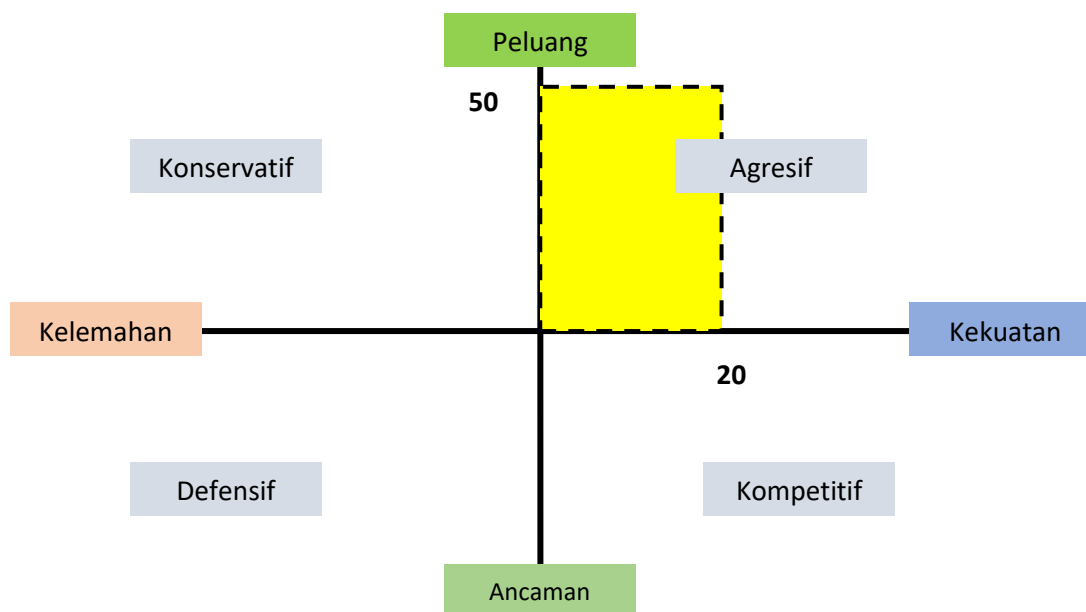 Peluang
50
Konservatif
Agresif
Kelemahan
Kekuatan
20
Defensif
Kompetitif
Ancaman